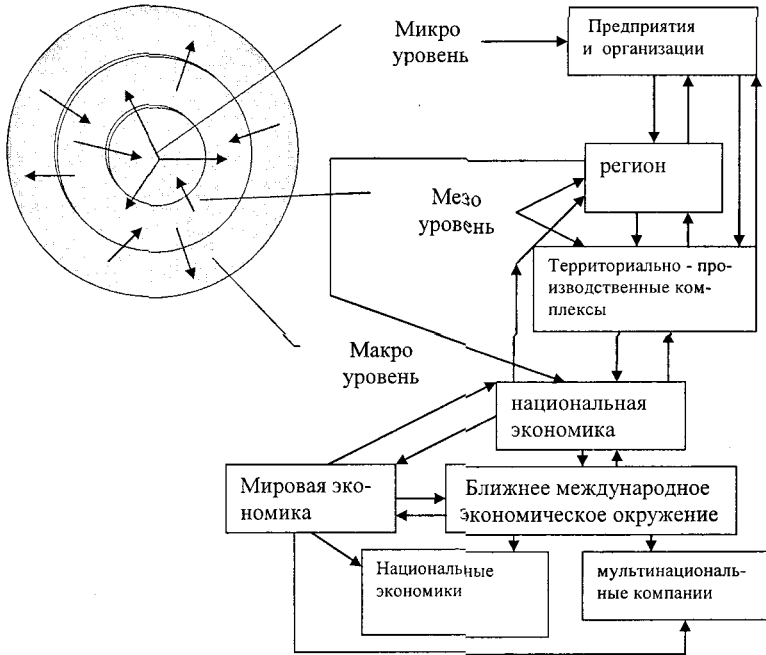 Микро
уровень
Предприятия
и организации
регион
Мезо
уровень
Территориально - про-
изводственные ком-
плексы
Макро
уровень
национальная
экономика
Мировая эко-
номика
Ближнее международное
экономическое окружение
Национальные
экономики
мультинациональ-
ные компании